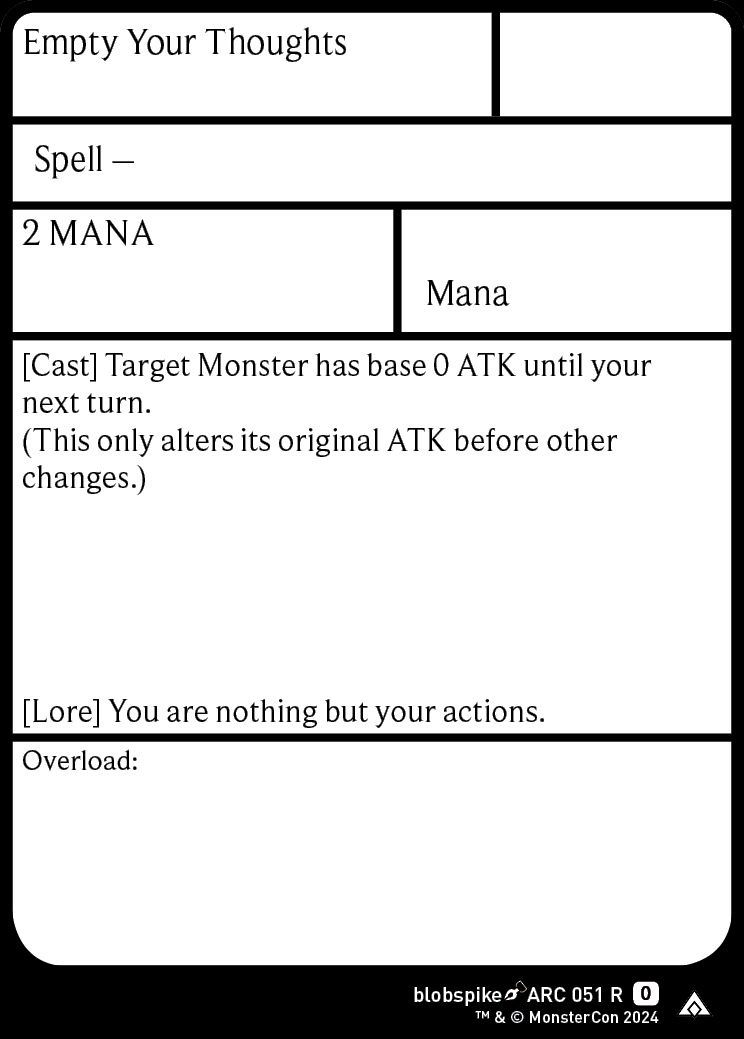 Empty Your Thoughts
Spell —
2 MANA
Mana
[Cast] Target Monster has base 0 ATK until your
next turn.
(This only alters its original ATK before other
changes.)
[Lore] You are nothing but your actions.
Overload:
blobspike ARC 051 R 0
™ & © MonsterCon 2024